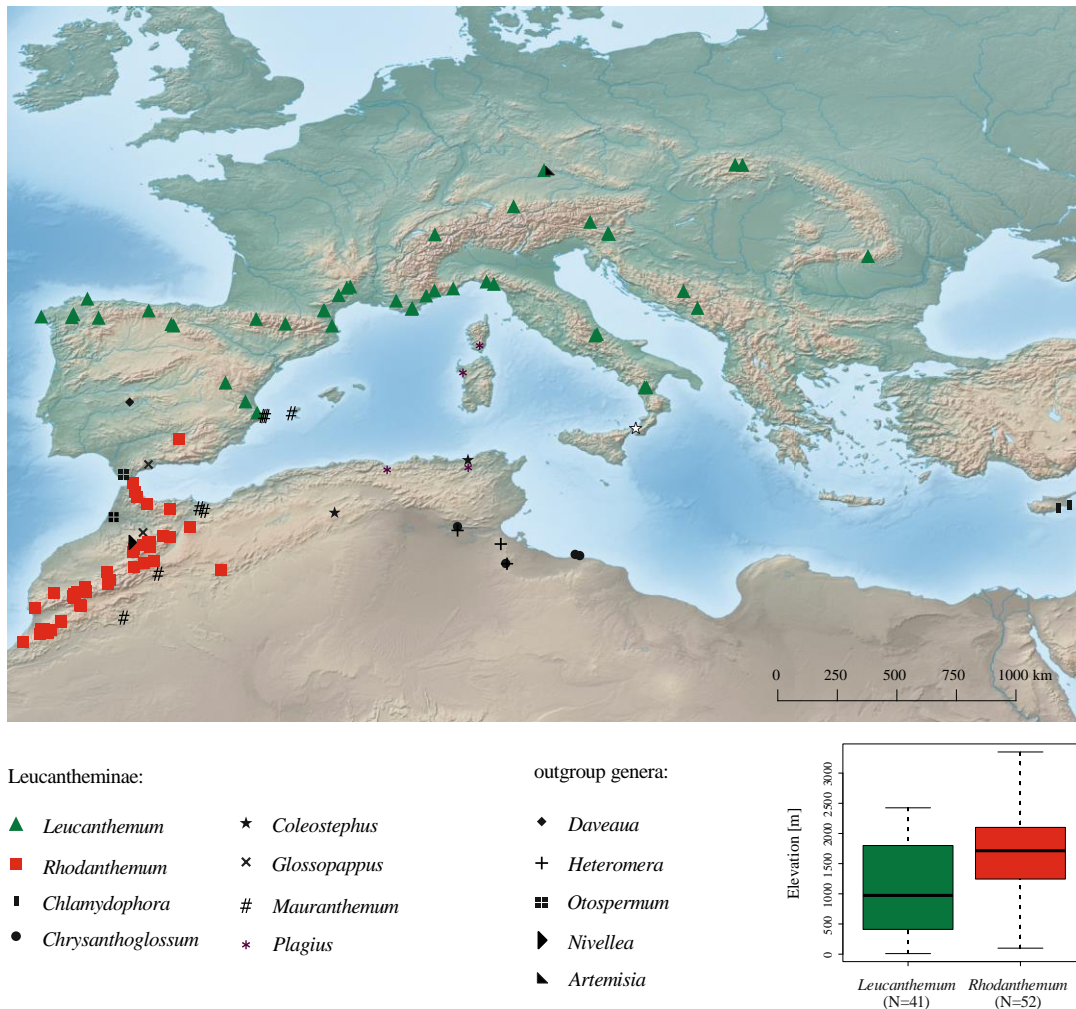 0 250 500 750 1000 km
Leucantheminae:
Leucanthemum
Rhodanthemum
Chlamydophora
Chrysanthoglossum
Coleostephus
Glossopappus
Mauranthemum
Plagius
outgroup genera:
Daveaua
Heteromera
Otospermum
Nivellea
Artemisia
Elevation [m]
0 500 1000 1500 2000 2500 3000
Leucanthemum Rhodanthemum
(N=41) (N=52)